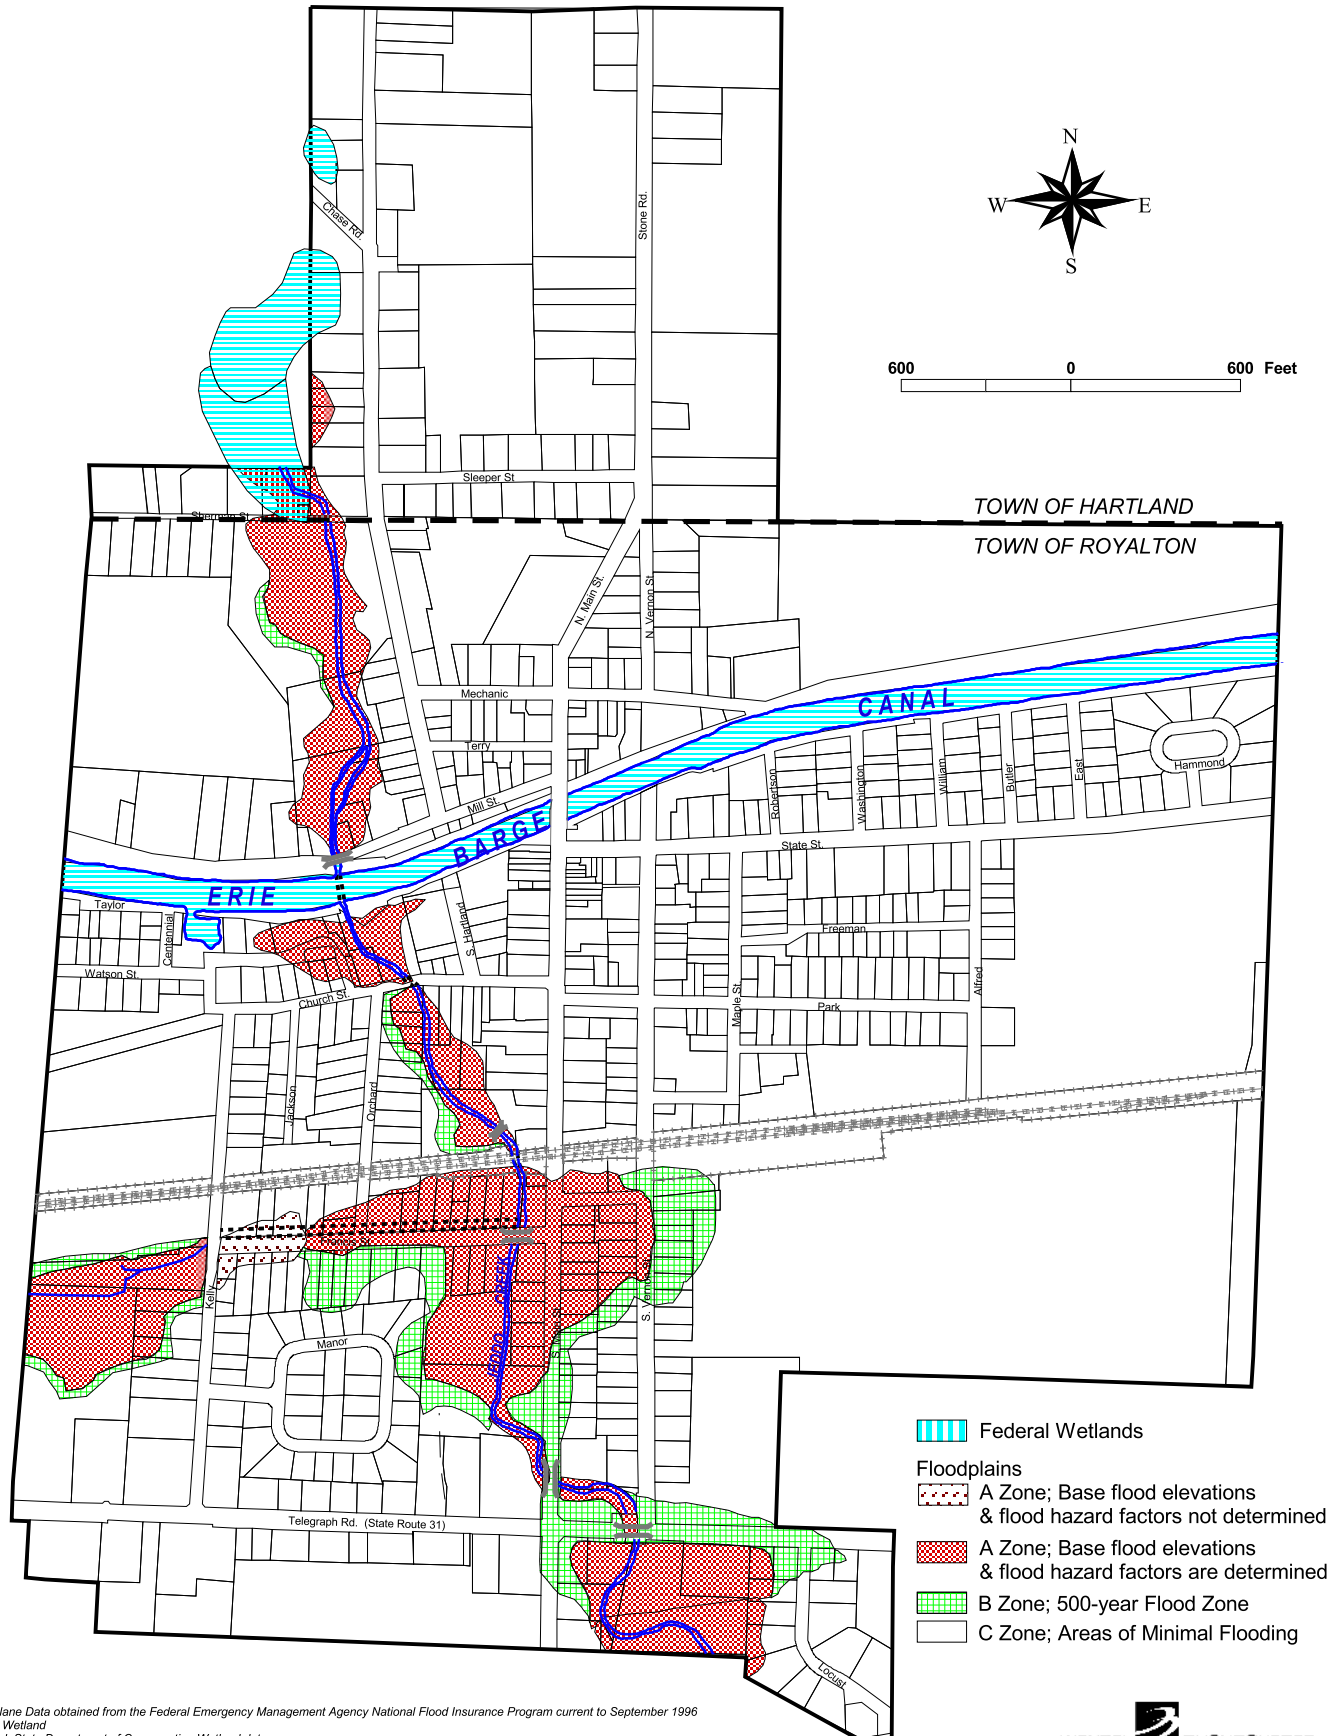 N
W
E
S
Chase Rd.
Stone Rd.
600
0
600 Feet
Sleeper St
TOWN OF HARTLAND
Sherman St.
TOWN OF ROYALTON
N. Main St.
N. Vernon St
Mechanic
CANAL
Terry
Hammond
Robertson
Washington
William
Butler
East
Mill St.
BARGE
State St.
ERIE
Taylor
Centennial
S. Hartland
Freeman
Watson St.
Alfred
Church St.
Maple St.
Park
Jackson
Orchard
Kelly
CREEK
S. Vernon St
Manor
Federal Wetlands
Floodplains
A Zone; Base flood elevations
& flood hazard factors not determined
Telegraph Rd. (State Route 31)
A Zone; Base flood elevations
& flood hazard factors are determined
B Zone; 500-year Flood Zone
C Zone; Areas of Minimal Flooding
Locust
Data obtained from the Federal Emergency Management Agency National Flood Insurance Program current to September 1996
Wetland